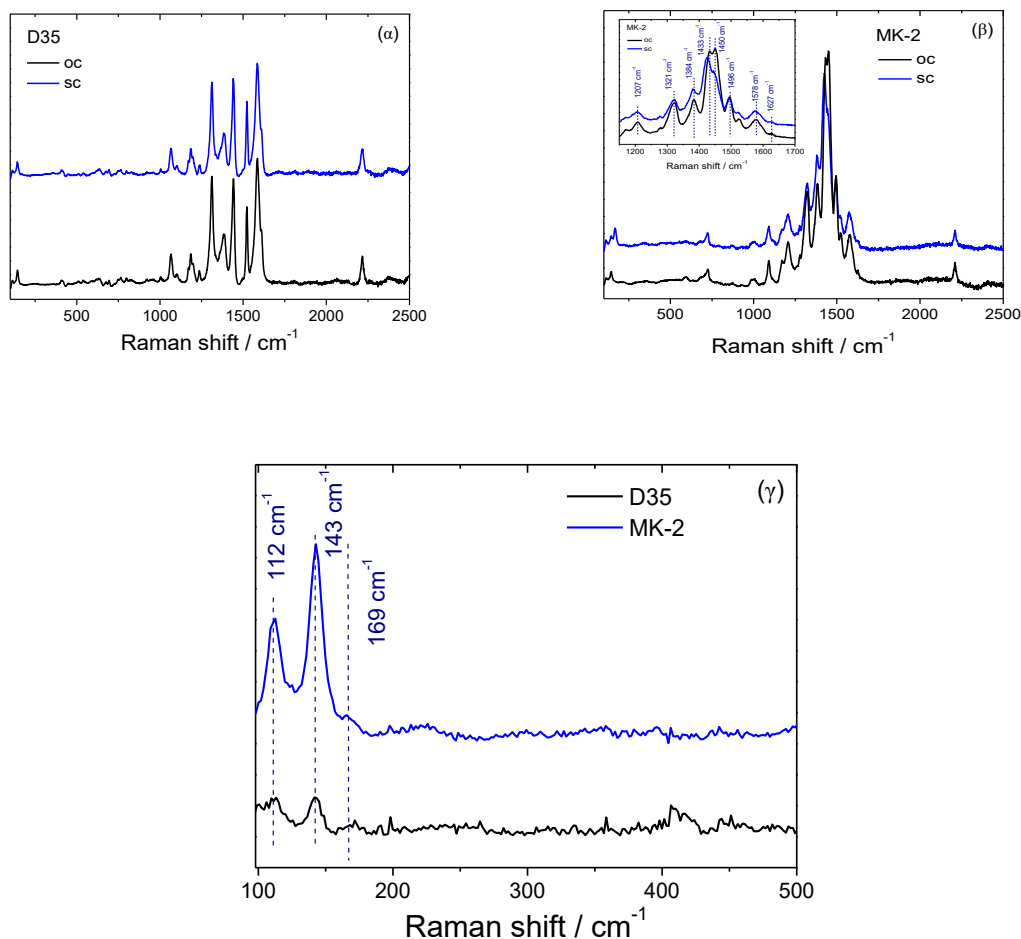 D35
oc
sc
(α)
500 1000 1500 2000 2500
Raman shift / cm⁻¹
MK-2
oc
sc
(β)
MK-2
oc
sc
1207 cm⁻¹
1321 cm⁻¹
1384 cm⁻¹
1433 cm⁻¹
1450 cm⁻¹
1496 cm⁻¹
1578 cm⁻¹
1627 cm⁻¹
1200 1300 1400 1500 1600 1700
Raman shift / cm⁻¹
500 1000 1500 2000 2500
Raman shift / cm⁻¹
D35
MK-2
(γ)
112 cm⁻¹
143 cm⁻¹
169 cm⁻¹
100 200 300 400 500
Raman shift / cm⁻¹